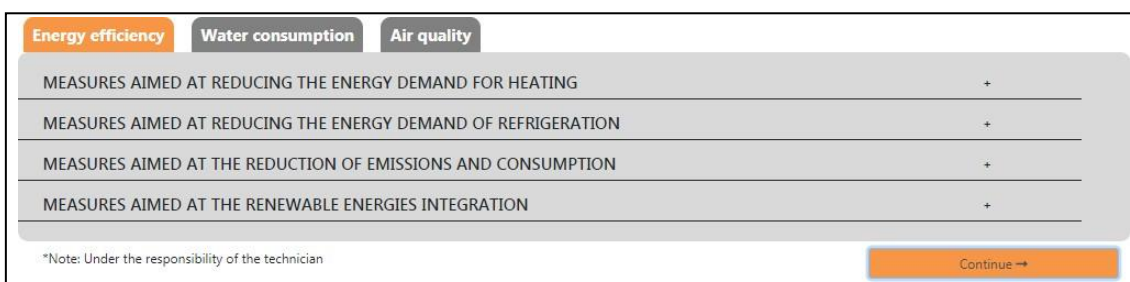 Energy efficiency Water consumption Air quality
MEASURES AIMED AT REDUCING THE ENERGY DEMAND FOR HEATING +
MEASURES AIMED AT REDUCING THE ENERGY DEMAND OF REFRIGERATION +
MEASURES AIMED AT THE REDUCTION OF EMISSIONS AND CONSUMPTION +
MEASURES AIMED AT THE RENEWABLE ENERGIES INTEGRATION +
*Note: Under the responsibility of the technician Continue →